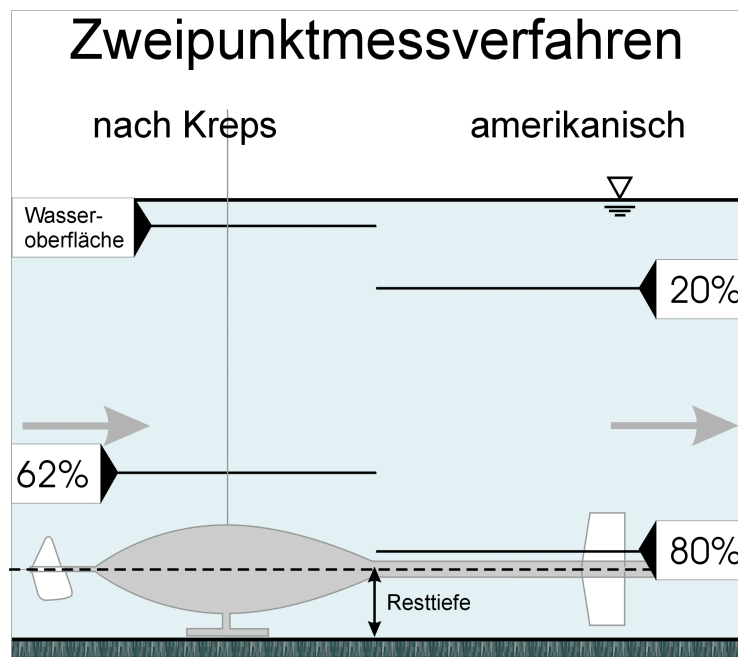 Zweipunktmessverfahren
nach Kreps
amerikanisch
Wasser-
oberfläche
20%
62%
80%
Resttiefe